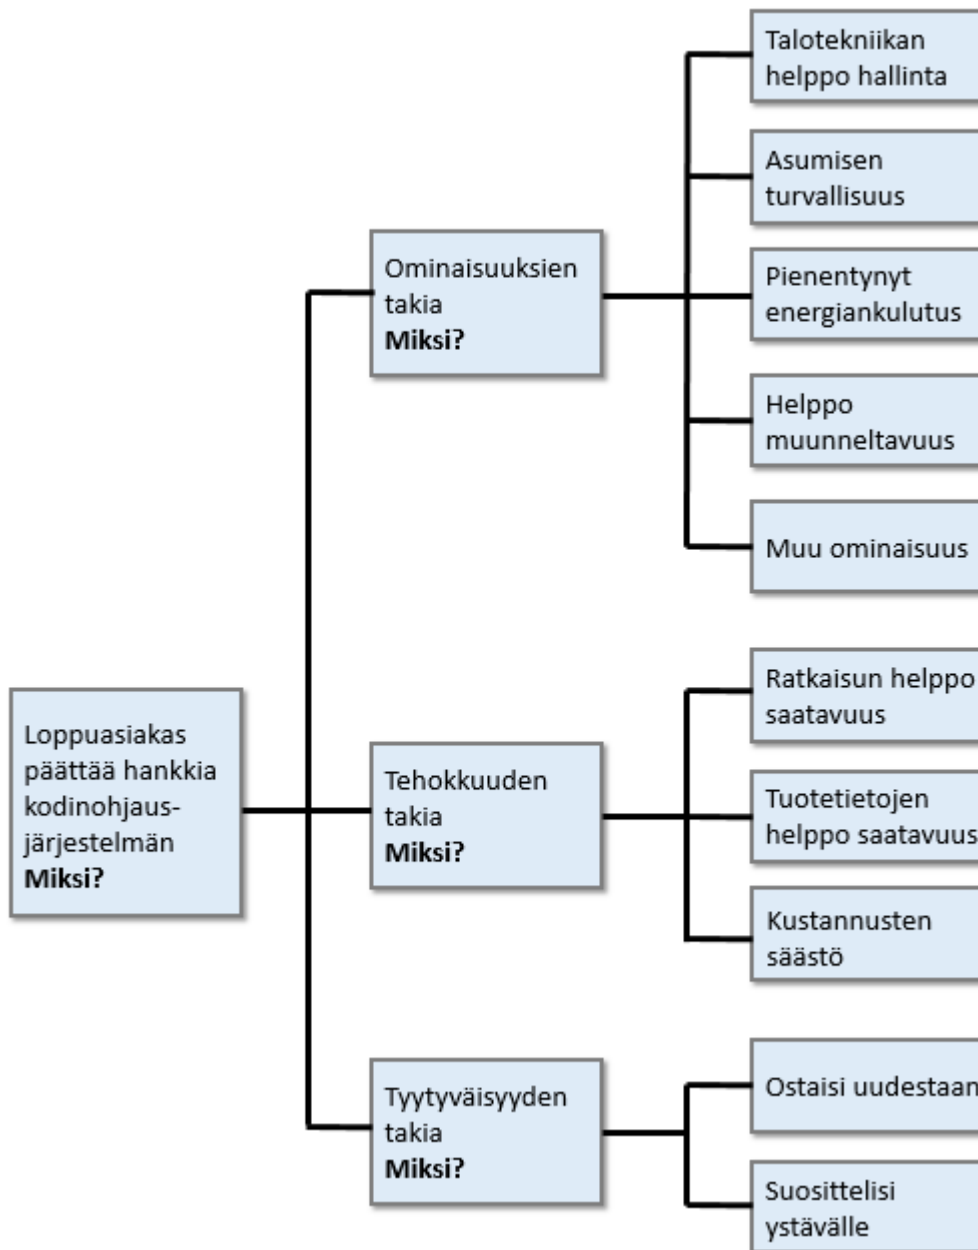 Talotekniikan
helppo hallinta
Asumisen
turvallisuus
Ominaisuuksien
takia
Miksi?
Pienentynyt
energiankulutus
Helppo
muunneltavuus
Muu ominaisuus
Loppuasiakas
päättää hankkia
kodinohjaus-
järjestelmän
Miksi?
Tehokkuuden
takia
Miksi?
Ratkaisun helppo
saatavuus
Tuotetietojen
helppo saatavuus
Kustannusten
säästö
Tyytyväisyyden
takia
Miksi?
Ostaisi uudestaan
Suosittelisi
ystävälle